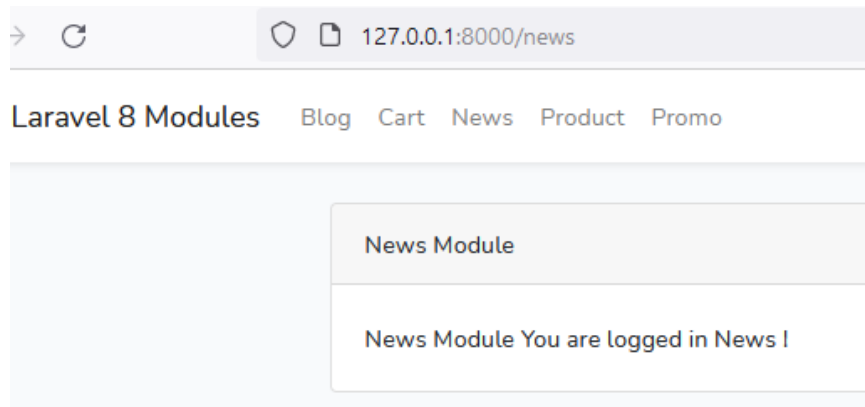 127.0.0.1:8000/news
Laravel 8 Modules Blog Cart News Product Promo
News Module
News Module You are logged in News !